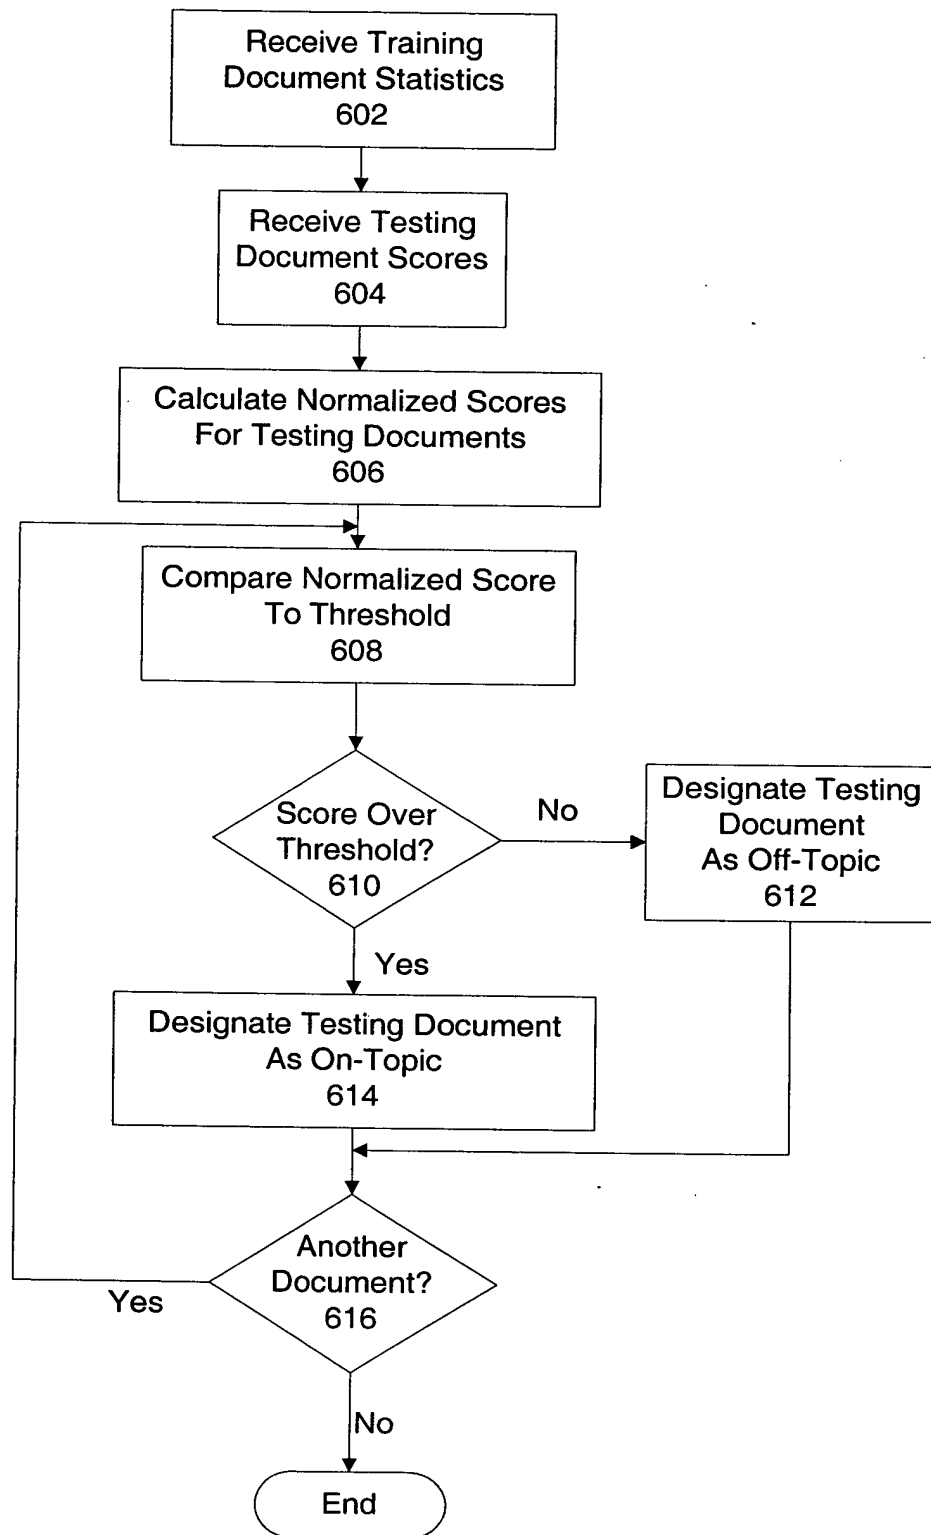 Receive Training
Document Statistics
602
Receive Testing
Document Scores
604
Calculate Normalized Scores
For Testing Documents
606
Compare Normalized Score
To Threshold
608
Score Over
Threshold?
610
No
Designate Testing
Document
As Off-Topic
612
Yes
Designate Testing Document
As On-Topic
614
Another
Document?
616
Yes
No
End